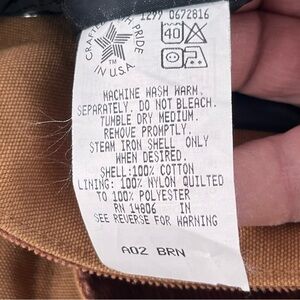 1299 0672816
CRAFTED WITH PRIDE
IN U.S.A.
TM
40
MACHINE WASH WARM,
SEPARATELY. DO NOT BLEACH.
TUMBLE DRY MEDIUM.
REMOVE PROMPTLY.
STEAM IRON SHELL ONLY
WHEN DESIRED.
SHELL:100% COTTON
LINING: 100% NYLON QUILTED
TO 100% POLYESTER
RN 14806 IN
SEE REVERSE FOR WARNING
A02 BRN